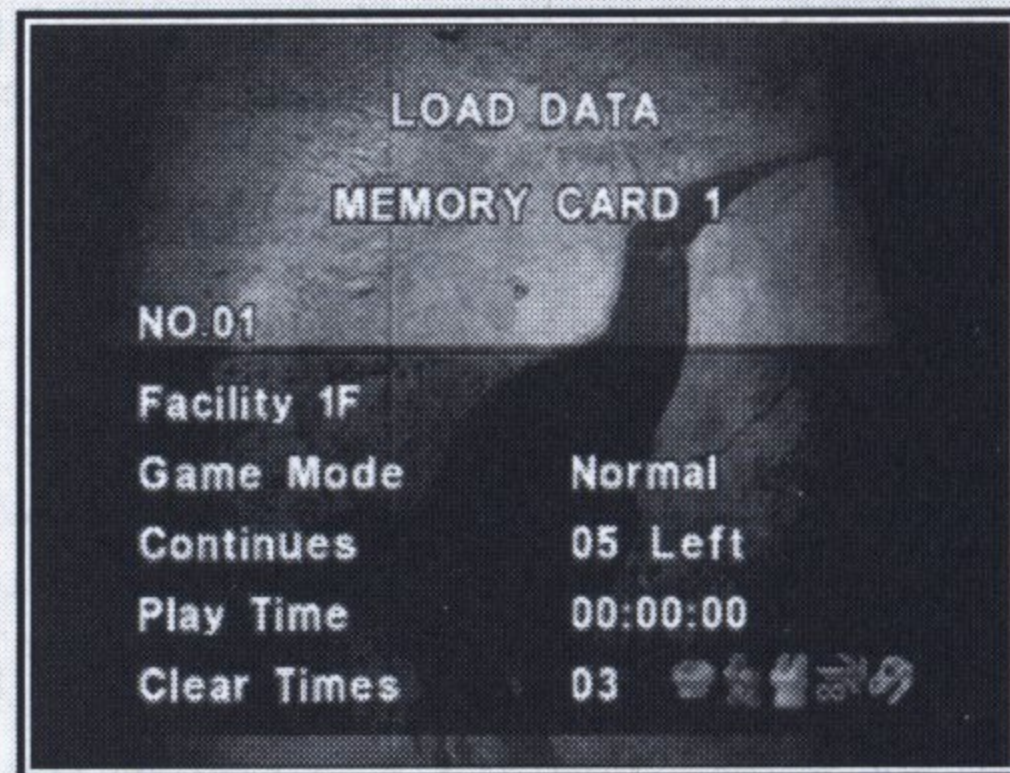 LOAD DATA
MEMORY CARD 1
NO.01
Facility 1F
Game Mode Normal
Continues 05 Left
Play Time 00:00:00
Clear Times 03